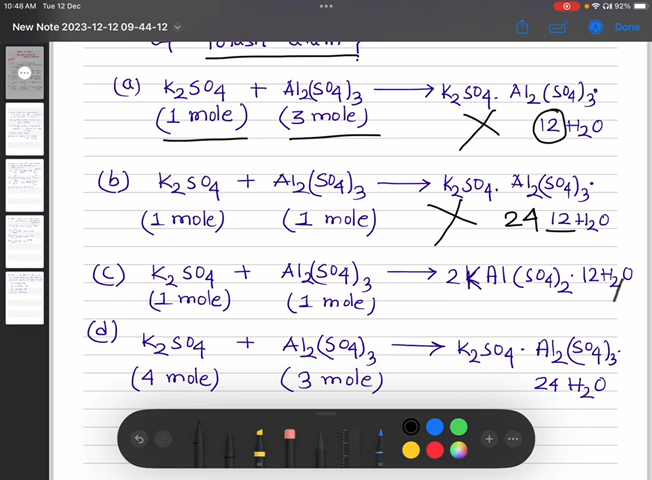 10:48 AM Tue 12 Dec 92%
New Note 2023-12-12 09-44-12 Done
of Potash alum ?
(a) K₂SO₄ + Al₂(SO₄)₃ ⟶ K₂SO₄. Al₂(SO₄)₃.
(1 mole) (3 mole) X 12 H₂O
(b) K₂SO₄ + Al₂(SO₄)₃ ⟶ K₂SO₄. Al₂(SO₄)₃.
(1 mole) (1 mole) X 24 12 H₂O
(c) K₂SO₄ + Al₂(SO₄)₃ ⟶ 2KAl(SO₄)₂.12H₂O
(1 mole) (1 mole)
(d) K₂SO₄ + Al₂(SO₄)₃ ⟶ K₂SO₄. Al₂(SO₄)₃.
(4 mole) (3 mole) 24 H₂O